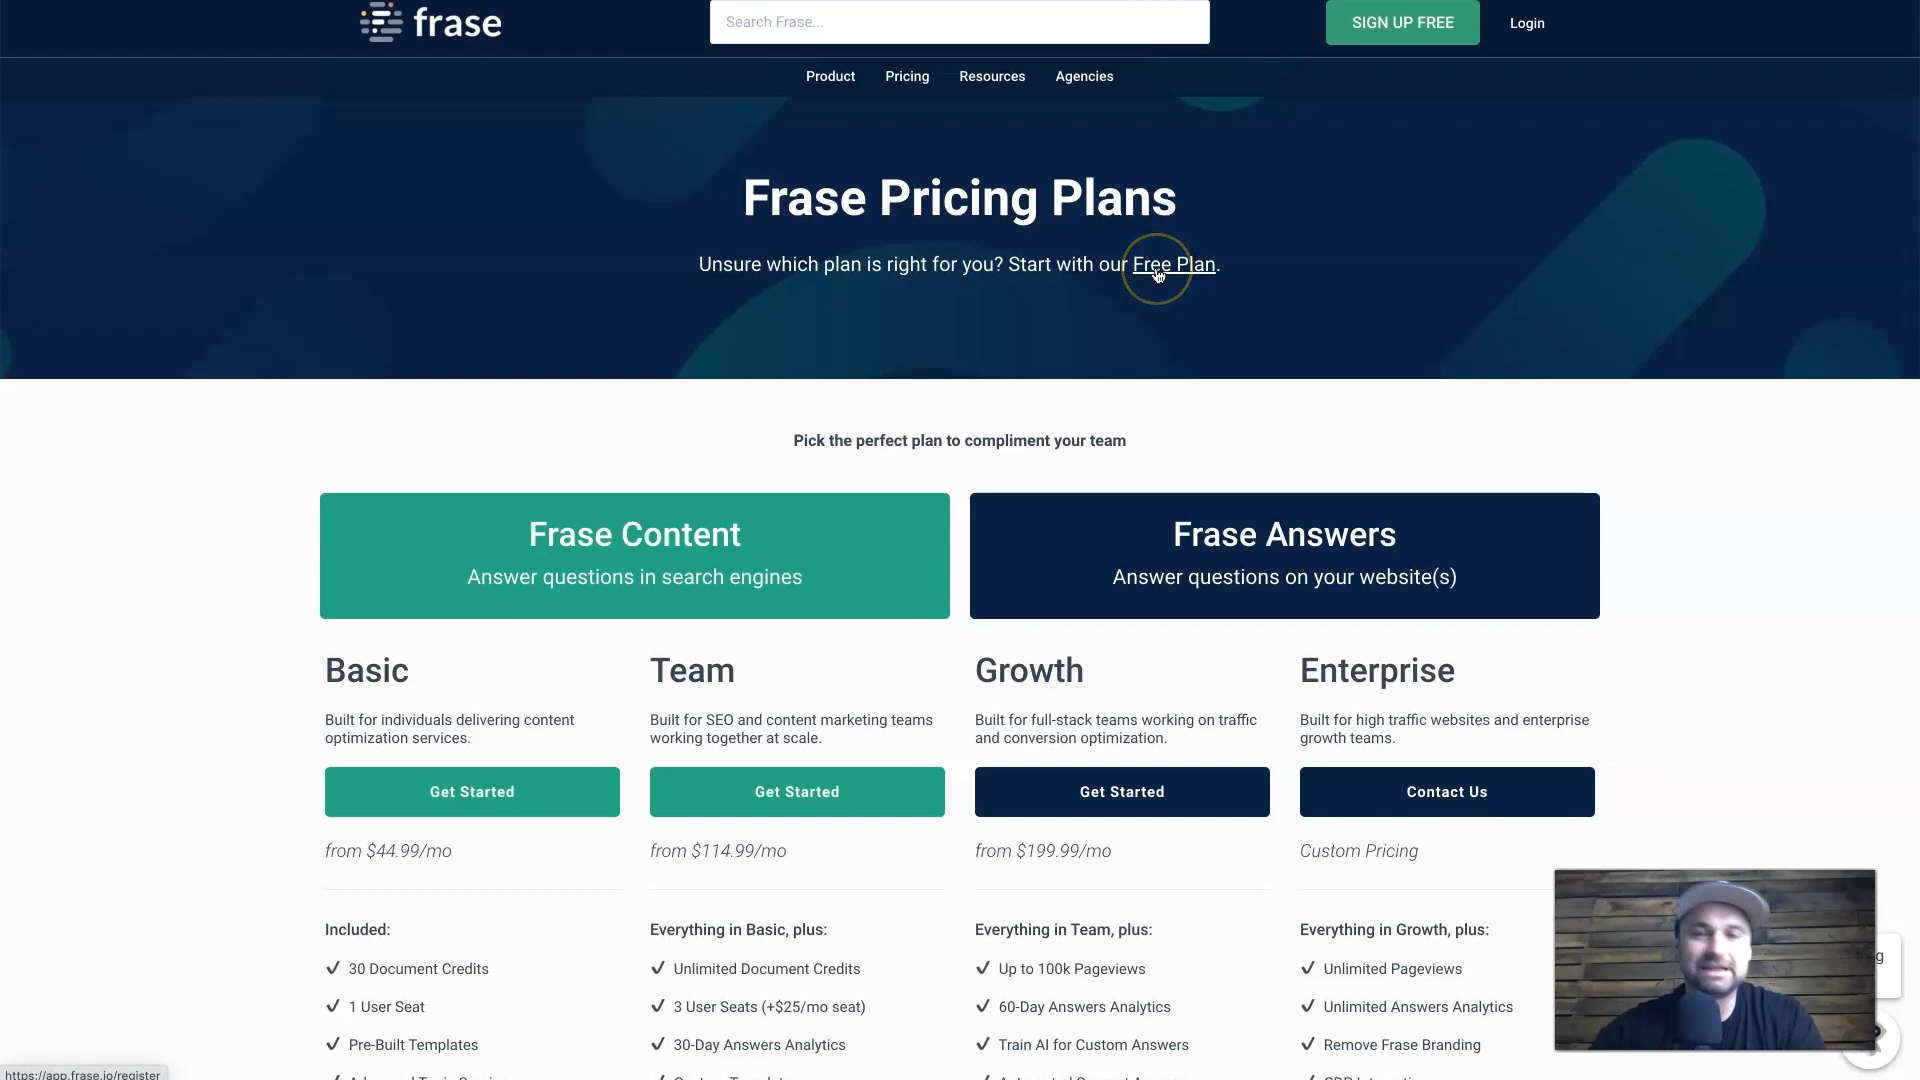 frase
Search Frase...
SIGN UP FREE
Login
Product
Pricing
Resources
Agencies
Frase Pricing Plans
Unsure which plan is right for you? Start with our Free Plan.
Pick the perfect plan to compliment your team
Frase Content
Answer questions in search engines
Frase Answers
Answer questions on your website(s)
Basic
Built for individuals delivering content
optimization services.
Get Started
from $44.99/mo
Included:
30 Document Credits
1 User Seat
Pre-Built Templates
Team
Built for SEO and content marketing teams
working together at scale.
Get Started
from $114.99/mo
Everything in Basic, plus:
Unlimited Document Credits
3 User Seats (+$25/mo seat)
30-Day Answers Analytics
Growth
Built for full-stack teams working on traffic
and conversion optimization.
Get Started
from $199.99/mo
Everything in Team, plus:
Up to 100k Pageviews
60-Day Answers Analytics
Train AI for Custom Answers
Enterprise
Built for high traffic websites and enterprise
growth teams.
Contact Us
Custom Pricing
Everything in Growth, plus:
Unlimited Pageviews
Unlimited Answers Analytics
Remove Frase Branding
https://app.frase.io/register